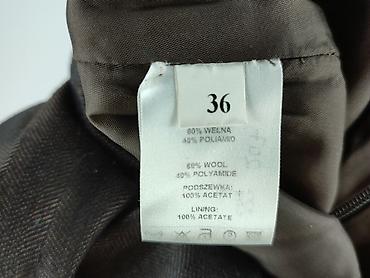 36
60% WEŁNA
40% POLIAMID
60% WOOL
40% POLYAMIDE
PODSZEWKA:
100% ACETAT
LINING:
100% ACETATE